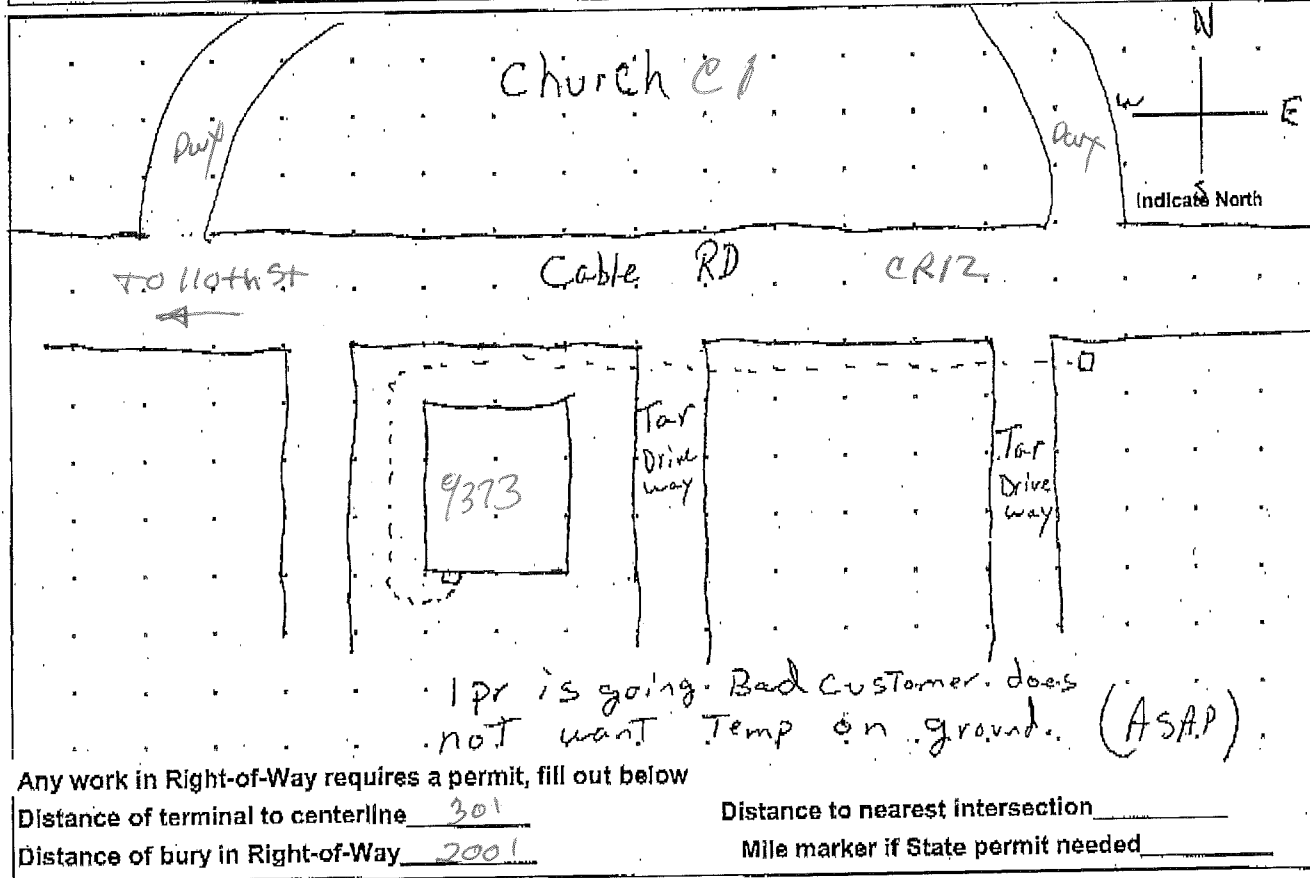 Church
N
W
E
S
Dwy
Dwy
Indicate North
To 110th St
Cable RD
CR12
Tar
Drive
way
Tar
Drive
way
9373
1 pr is going. Bad customer. does
not want Temp on ground. (ASAP)
Any work in Right-of-Way requires a permit, fill out below
Distance of terminal to centerline 30'
Distance to nearest intersection
Distance of bury in Right-of-Way 200'
Mile marker if State permit needed